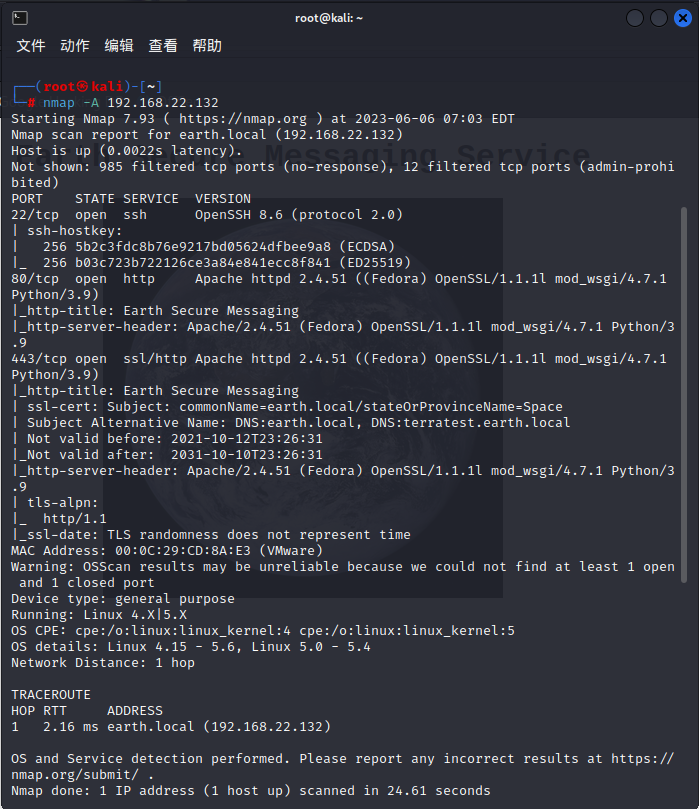 root@kali: ~
文件 动作 编辑 查看 帮助
┌──(root㉿kali)-[~]
└─# nmap -A 192.168.22.132
Starting Nmap 7.93 ( https://nmap.org ) at 2023-06-06 07:03 EDT
Nmap scan report for earth.local (192.168.22.132)
Host is up (0.0022s latency).
Earth Secure Messaging Service
Not shown: 985 filtered tcp ports (no-response), 12 filtered tcp ports (admin-prohi
bited)
PORT    STATE SERVICE  VERSION
22/tcp  open  ssh      OpenSSH 8.6 (protocol 2.0)
| ssh-hostkey:
|   256 5b2c3fdc8b76e9217bd05624dfbee9a8 (ECDSA)
|_  256 b03c723b722126ce3a84e841ecc8f841 (ED25519)
80/tcp  open  http     Apache httpd 2.4.51 ((Fedora) OpenSSL/1.1.1l mod_wsgi/4.7.1
Python/3.9)
|_http-title: Earth Secure Messaging
|_http-server-header: Apache/2.4.51 (Fedora) OpenSSL/1.1.1l mod_wsgi/4.7.1 Python/3
.9
443/tcp open  ssl/http Apache httpd 2.4.51 ((Fedora) OpenSSL/1.1.1l mod_wsgi/4.7.1
Python/3.9)
|_http-title: Earth Secure Messaging
| ssl-cert: Subject: commonName=earth.local/stateOrProvinceName=Space
| Subject Alternative Name: DNS:earth.local, DNS:terratest.earth.local
| Not valid before: 2021-10-12T23:26:31
|_Not valid after:  2031-10-10T23:26:31
|_http-server-header: Apache/2.4.51 (Fedora) OpenSSL/1.1.1l mod_wsgi/4.7.1 Python/3
.9
| tls-alpn:
|_  http/1.1
|_ssl-date: TLS randomness does not represent time
MAC Address: 00:0C:29:CD:8A:E3 (VMware)
Warning: OSScan results may be unreliable because we could not find at least 1 open
 and 1 closed port
Device type: general purpose
Running: Linux 4.X|5.X
OS CPE: cpe:/o:linux:linux_kernel:4 cpe:/o:linux:linux_kernel:5
OS details: Linux 4.15 - 5.6, Linux 5.0 - 5.4
Network Distance: 1 hop
TRACEROUTE
HOP RTT     ADDRESS
1   2.16 ms earth.local (192.168.22.132)
OS and Service detection performed. Please report any incorrect results at https://
nmap.org/submit/ .
Nmap done: 1 IP address (1 host up) scanned in 24.61 seconds